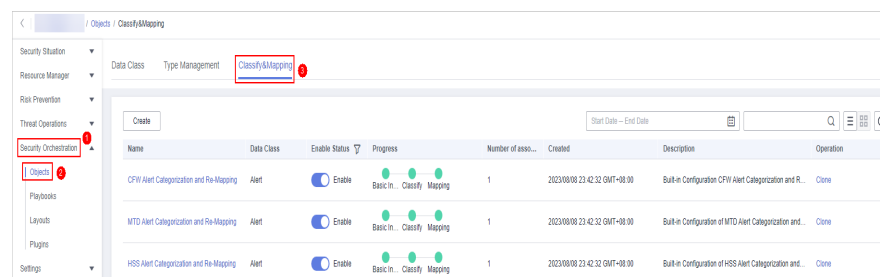 / Objects / Classify&Mapping
Security Situation
Resource Manager
Risk Prevention
Threat Operations
Security Orchestration
1
Objects
2
Playbooks
Layouts
Plugins
Settings
Data Class Type Management Classify&Mapping 3
Create
Start Date — End Date
Name Data Class Enable Status Progress Number of asso... Created Description Operation
CFW Alert Categorization and Re-Mapping Alert Enable Basic In... Classify Mapping 1 2023/08/08 23:42:32 GMT+08:00 Built-in Configuration CFW Alert Categorization and R... Clone
MTD Alert Categorization and Re-Mapping Alert Enable Basic In... Classify Mapping 1 2023/08/08 23:42:32 GMT+08:00 Built-in Configuration of MTD Alert Categorization and... Clone
HSS Alert Categorization and Re-Mapping Alert Enable Basic In... Classify Mapping 1 2023/08/08 23:42:32 GMT+08:00 Built-in Configuration of HSS Alert Categorization and... Clone